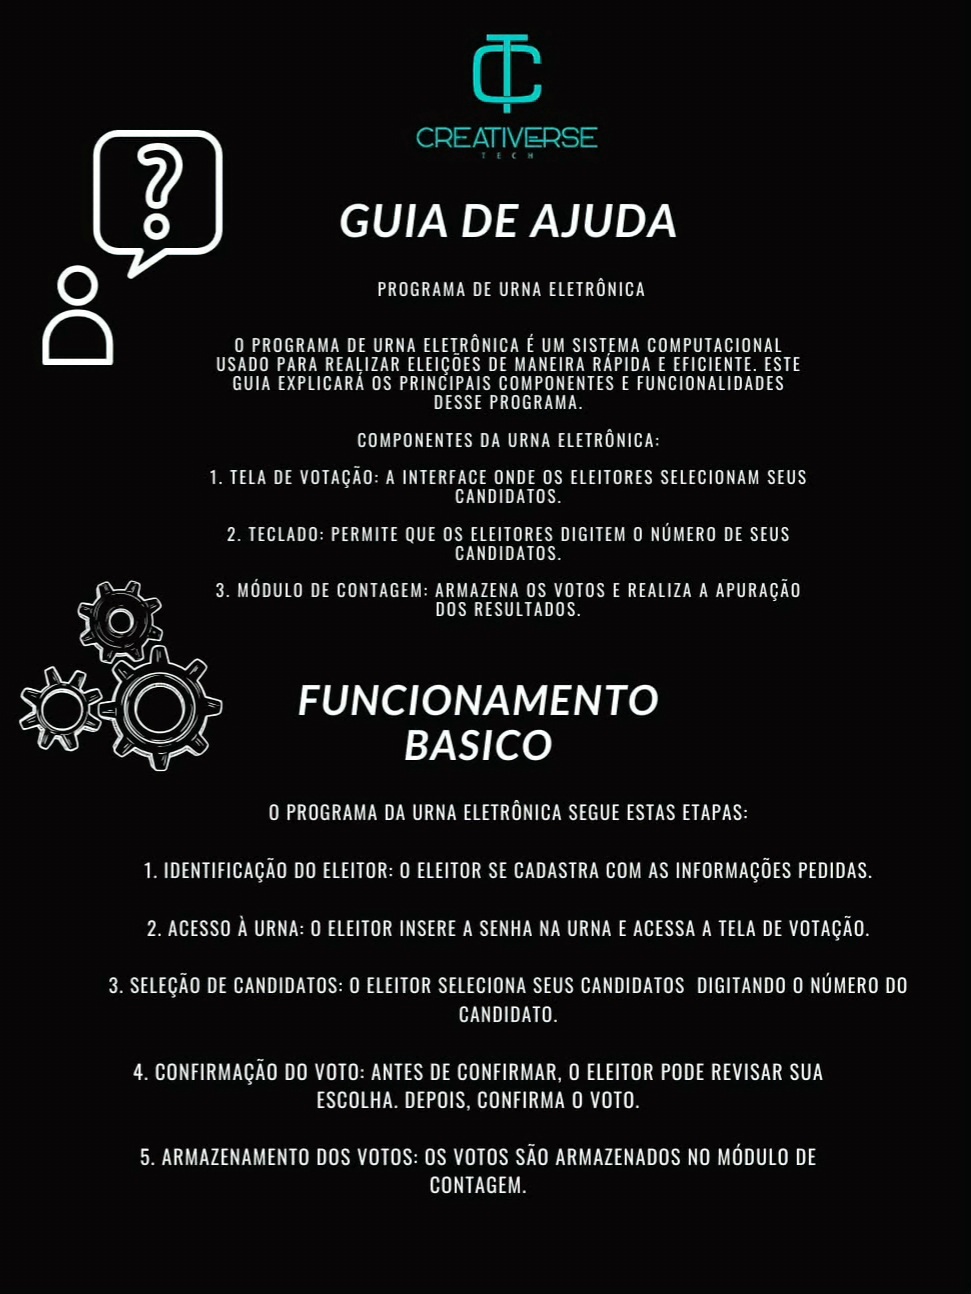 CREATIVERSE
TECH
GUIA DE AJUDA
PROGRAMA DE URNA ELETRÔNICA
O PROGRAMA DE URNA ELETRÔNICA É UM SISTEMA COMPUTACIONAL
USADO PARA REALIZAR ELEIÇÕES DE MANEIRA RÁPIDA E EFICIENTE. ESTE
GUIA EXPLICARÁ OS PRINCIPAIS COMPONENTES E FUNCIONALIDADES
DESSE PROGRAMA.
COMPONENTES DA URNA ELETRÔNICA:
1. TELA DE VOTAÇÃO: A INTERFACE ONDE OS ELEITORES SELECIONAM SEUS
CANDIDATOS.
2. TECLADO: PERMITE QUE OS ELEITORES DIGITEM O NÚMERO DE SEUS
CANDIDATOS.
3. MÓDULO DE CONTAGEM: ARMAZENA OS VOTOS E REALIZA A APURAÇÃO
DOS RESULTADOS.
FUNCIONAMENTO
BASICO
O PROGRAMA DA URNA ELETRÔNICA SEGUE ESTAS ETAPAS:
1. IDENTIFICAÇÃO DO ELEITOR: O ELEITOR SE CADASTRA COM AS INFORMAÇÕES PEDIDAS.
2. ACESSO À URNA: O ELEITOR INSERE A SENHA NA URNA E ACESSA A TELA DE VOTAÇÃO.
3. SELEÇÃO DE CANDIDATOS: O ELEITOR SELECIONA SEUS CANDIDATOS DIGITANDO O NÚMERO DO
CANDIDATO.
4. CONFIRMAÇÃO DO VOTO: ANTES DE CONFIRMAR, O ELEITOR PODE REVISAR SUA
ESCOLHA. DEPOIS, CONFIRMA O VOTO.
5. ARMAZENAMENTO DOS VOTOS: OS VOTOS SÃO ARMAZENADOS NO MÓDULO DE
CONTAGEM.